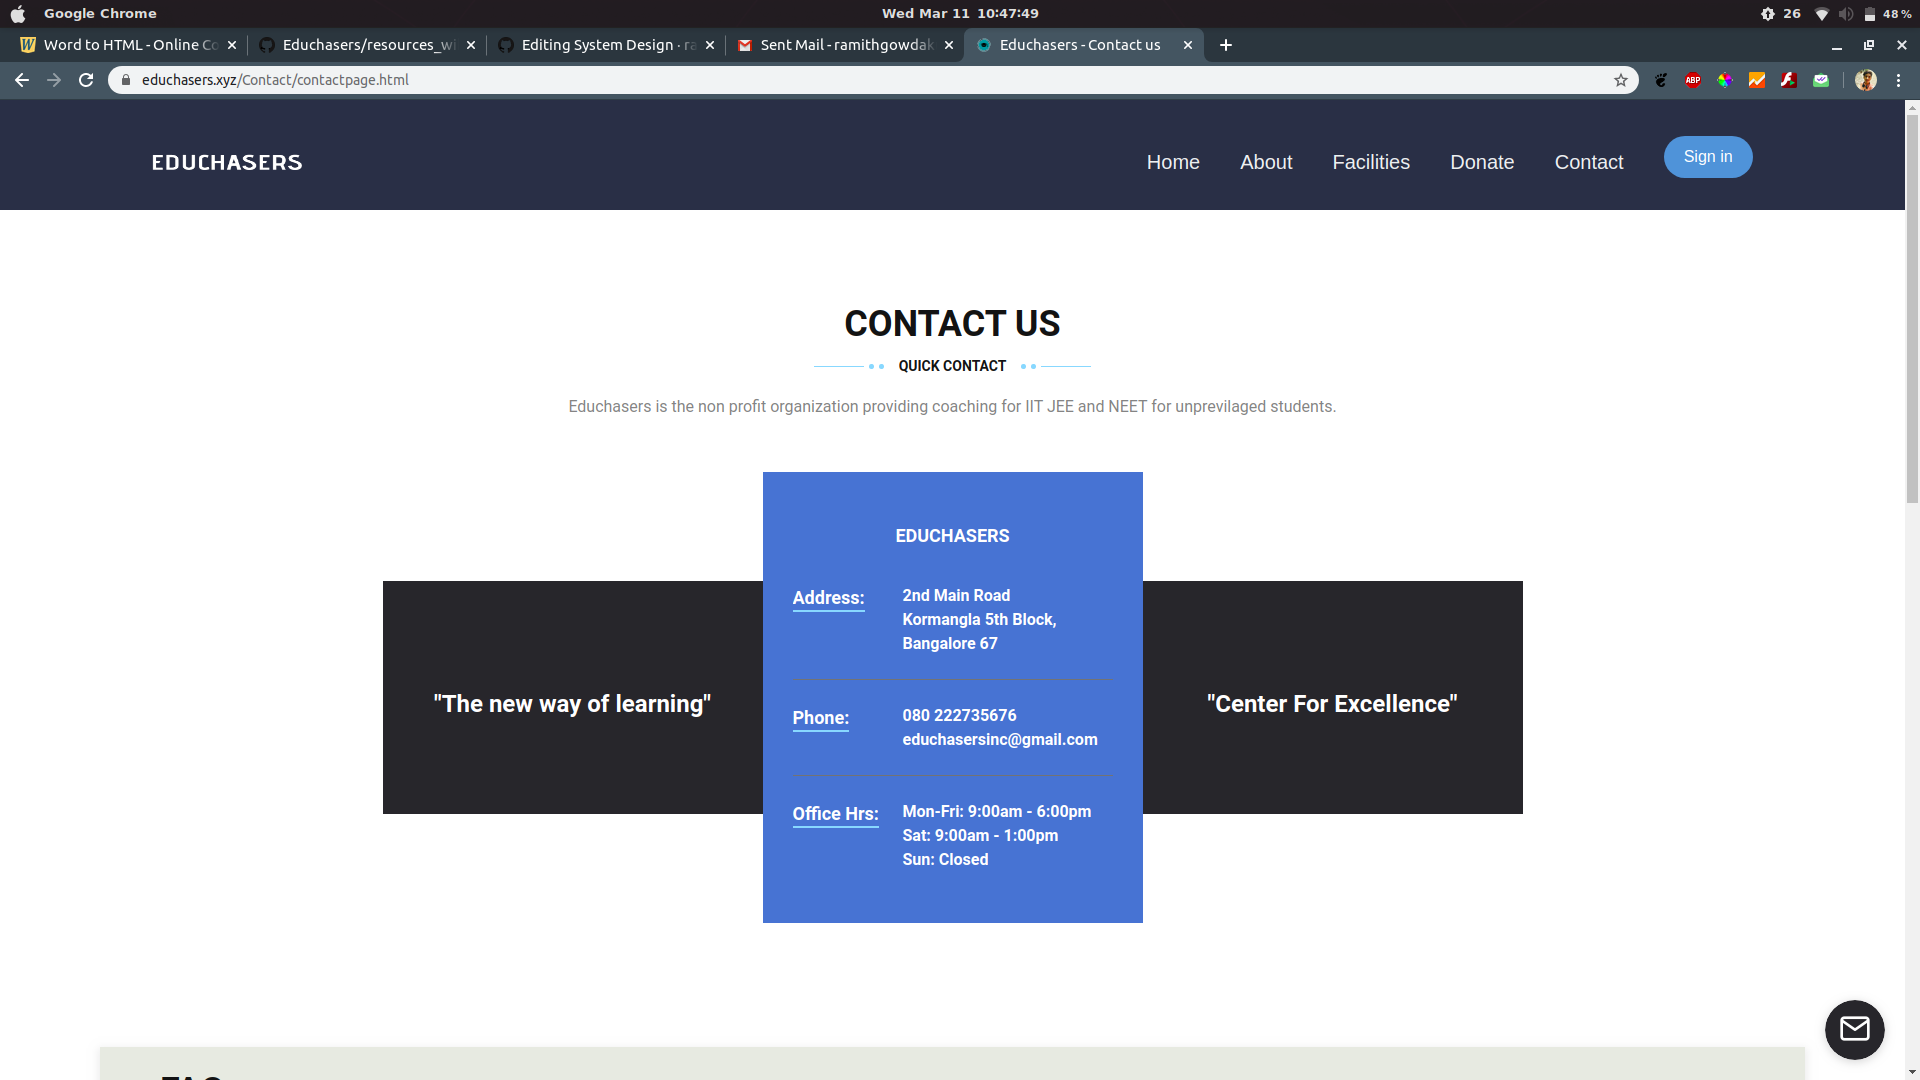 Google Chrome
Wed Mar 11 10:47:49
26
48%
Word to HTML - Online Co
Educhasers/resources_wi
Editing System Design · ra
Sent Mail - ramithgowdak
Educhasers - Contact us
educhasers.xyz/Contact/contactpage.html
ABP
EDUCHASERS
Home
About
Facilities
Donate
Contact
Sign in
CONTACT US
QUICK CONTACT
Educhasers is the non profit organization providing coaching for IIT JEE and NEET for unprevilaged students.
"The new way of learning"
EDUCHASERS
Address:
2nd Main Road
Kormangla 5th Block,
Bangalore 67
Phone:
080 222735676
educhasersinc@gmail.com
Office Hrs:
Mon-Fri: 9:00am - 6:00pm
Sat: 9:00am - 1:00pm
Sun: Closed
"Center For Excellence"